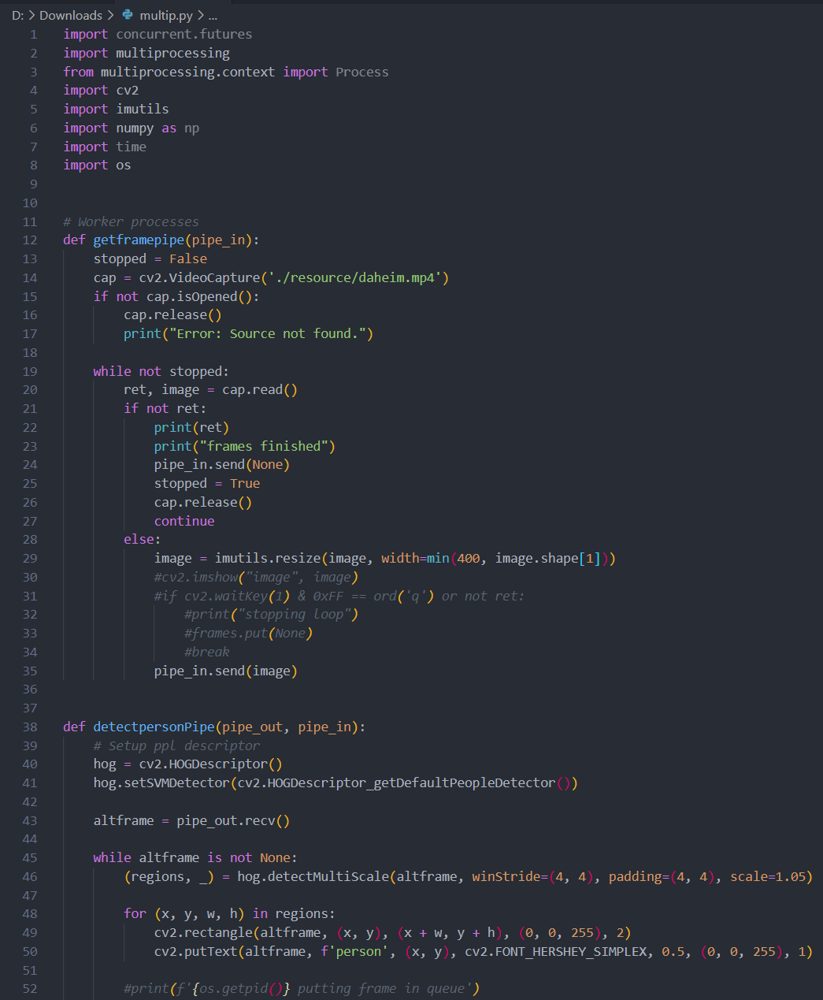 D: > Downloads > multip.py > ...
1 import concurrent.futures
2 import multiprocessing
3 from multiprocessing.context import Process
4 import cv2
5 import imutils
6 import numpy as np
7 import time
8 import os
9
10
11 # Worker processes
12 def getframepipe(pipe_in):
13     stopped = False
14     cap = cv2.VideoCapture('./resource/daheim.mp4')
15     if not cap.isOpened():
16         cap.release()
17         print("Error: Source not found.")
18
19     while not stopped:
20         ret, image = cap.read()
21         if not ret:
22             print(ret)
23             print("frames finished")
24             pipe_in.send(None)
25             stopped = True
26             cap.release()
27             continue
28         else:
29             image = imutils.resize(image, width=min(400, image.shape[1]))
30             #cv2.imshow("image", image)
31             #if cv2.waitKey(1) & 0xFF == ord('q') or not ret:
32                 #print("stopping loop")
33                 #frames.put(None)
34                 #break
35             pipe_in.send(image)
36
37
38 def detectpersonPipe(pipe_out, pipe_in):
39     # Setup ppl descriptor
40     hog = cv2.HOGDescriptor()
41     hog.setSVMDetector(cv2.HOGDescriptor_getDefaultPeopleDetector())
42
43     altframe = pipe_out.recv()
44
45     while altframe is not None:
46         (regions, _) = hog.detectMultiScale(altframe, winStride=(4, 4), padding=(4, 4), scale=1.05)
47
48         for (x, y, w, h) in regions:
49             cv2.rectangle(altframe, (x, y), (x + w, y + h), (0, 0, 255), 2)
50             cv2.putText(altframe, f'person', (x, y), cv2.FONT_HERSHEY_SIMPLEX, 0.5, (0, 0, 255), 1)
51
52         #print(f'{os.getpid()} putting frame in queue')